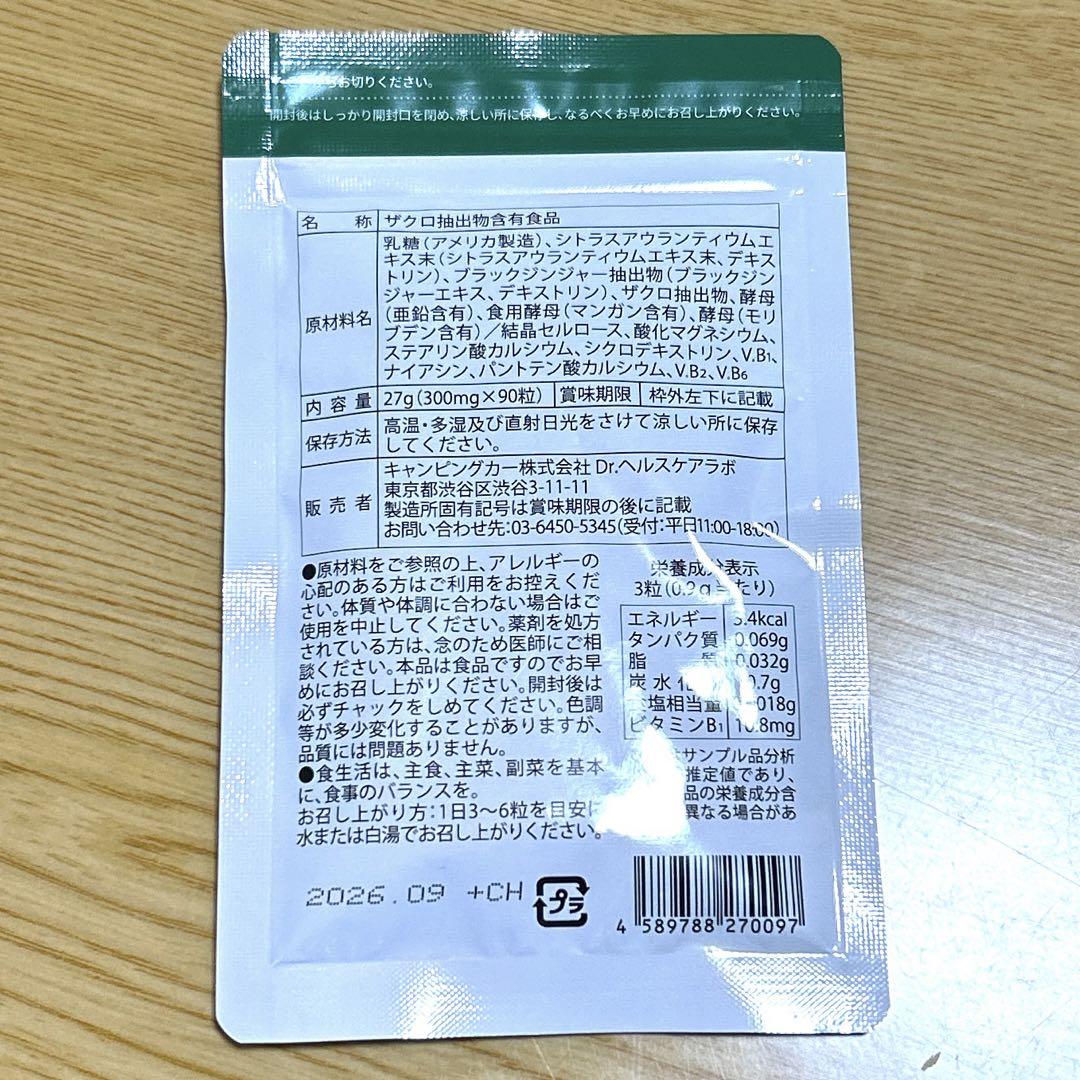 お切りください。
開封後はしっかり開封口を閉め、涼しい所に保存し、なるべくお早めにお召し上がりください。
名 称 ザクロ抽出物含有食品
原材料名
乳糖(アメリカ製造)、シトラスアウランティウムエ
キス末(シトラスアウランティウムエキス末、デキス
トリン)、ブラックジンジャー抽出物(ブラックジン
ジャーエキス、デキストリン)、ザクロ抽出物、酵母
(亜鉛含有)、食用酵母(マンガン含有)、酵母(モリ
ブデン含有)/結晶セルロース、酸化マグネシウム、
ステアリン酸カルシウム、シクロデキストリン、V.B1、
ナイアシン、パントテン酸カルシウム、V.B2、V.B6
内容量 27g(300mg×90粒) 賞味期限 枠外左下に記載
保存方法
高温・多湿及び直射日光をさけて涼しい所に保存
してください。
販売者
キャンピングカー株式会社 Dr.ヘルスケアラボ
東京都渋谷区渋谷3-11-11
製造所固有記号は賞味期限の後に記載
お問い合わせ先:03-6450-5345(受付:平日11:00-18:00)
●原材料をご参照の上、アレルギーの
心配のある方はご利用をお控えくだ
さい。体質や体調に合わない場合はご
使用を中止してください。薬剤を処方
されている方は、念のため医師にご相
談ください。本品は食品ですのでお早
めにお召し上がりください。開封後は
必ずチャックをしめてください。色調
等が多少変化することがありますが、
品質には問題ありません。
●食生活は、主食、主菜、副菜を基本
に、食事のバランスを。
お召し上がり方:1日3〜6粒を目安に
水または白湯でお召し上がりください。
栄養成分表示
3粒(0.9g たり)
エネルギー .4kcal
タンパク質 0.069g
脂 質 0.032g
炭水化 0.7g
塩相当量 018g
ビタミンB1 10.8mg
サンプル品分析
推定値であり、
品の栄養成分含
異なる場合があ
2026.09 +CH
プラ
4 589788 270097